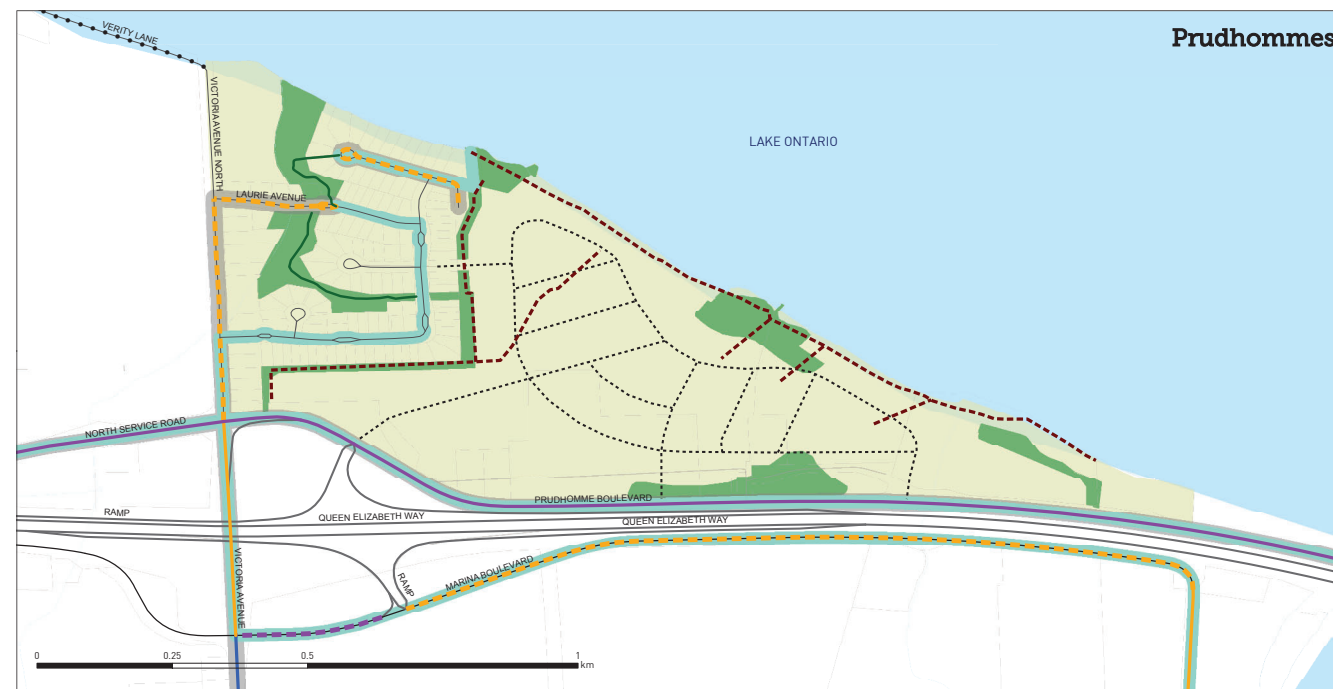 Prudhommes
VERITY LANE
VICTORIA AVENUE NORTH
LAKE ONTARIO
LAURIE AVENUE
NORTH SERVICE ROAD
PRUDHOMME BOULEVARD
RAMP
QUEEN ELIZABETH WAY
QUEEN ELIZABETH WAY
VICTORIA AVENUE
RAMP
MARINA BOULEVARD
0
0.25
0.5
1
km